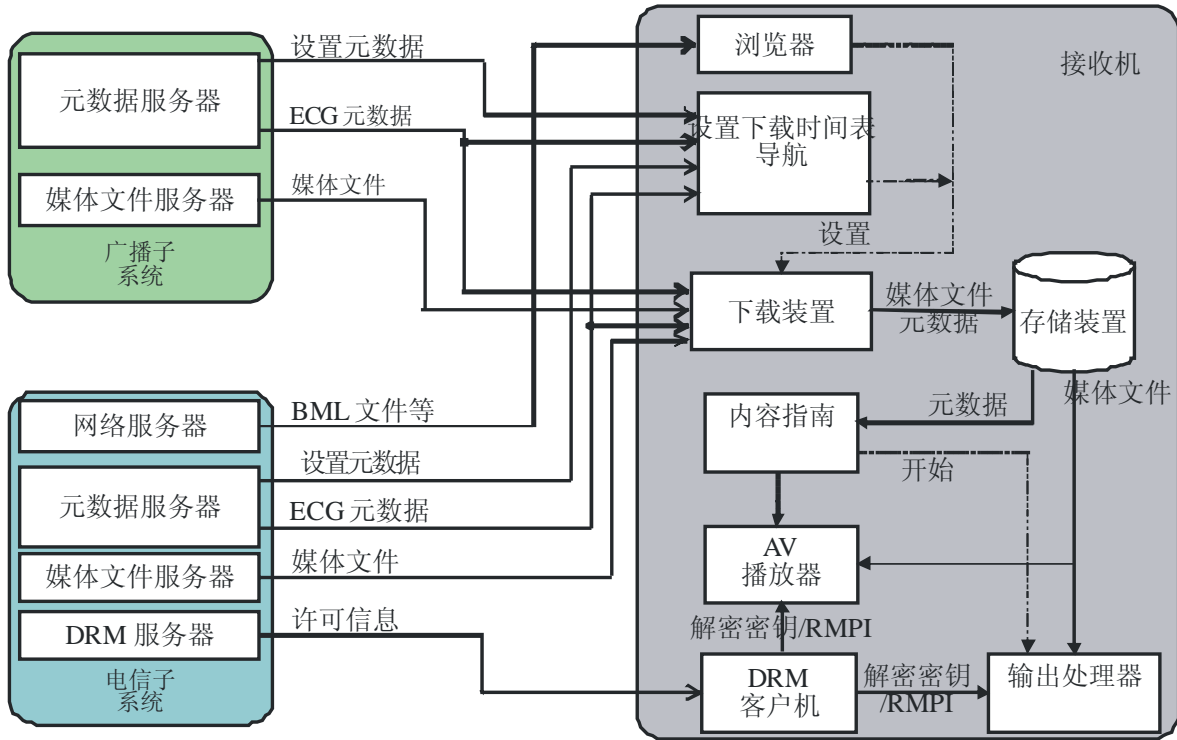 设置元数据
元数据服务器
ECG 元数据
媒体文件服务器
媒体文件
广播子
系统
网络服务器
BML 文件等
设置元数据
元数据服务器
ECG 元数据
媒体文件服务器
媒体文件
DRM 服务器
许可信息
电信子
系统
浏览器
接收机
设置下载时间表
导航
设置
下载装置
媒体文件
元数据
存储装置
媒体文件
元数据
内容指南
开始
AV
播放器
解密密钥/RMPI
DRM
客户机
解密密钥
/RMPI
输出处理器